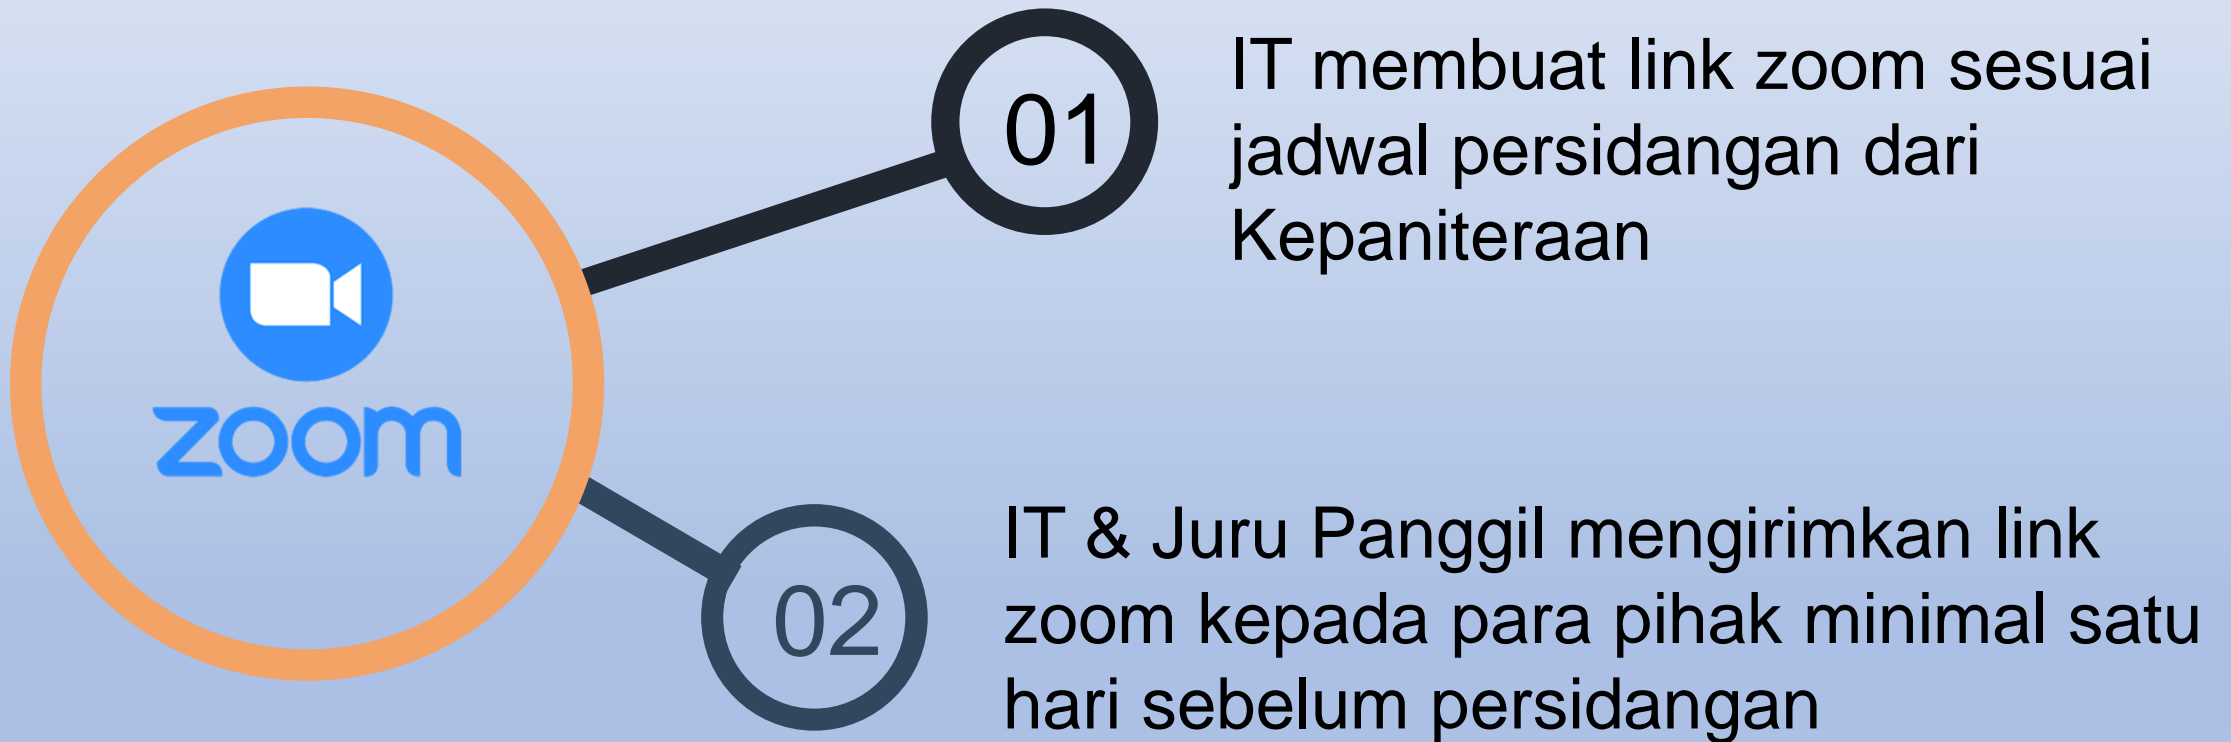 zoom
01
IT membuat link zoom sesuai
jadwal persidangan dari
Kepaniteraan
02
IT & Juru Panggil mengirimkan link
zoom kepada para pihak minimal satu
hari sebelum persidangan